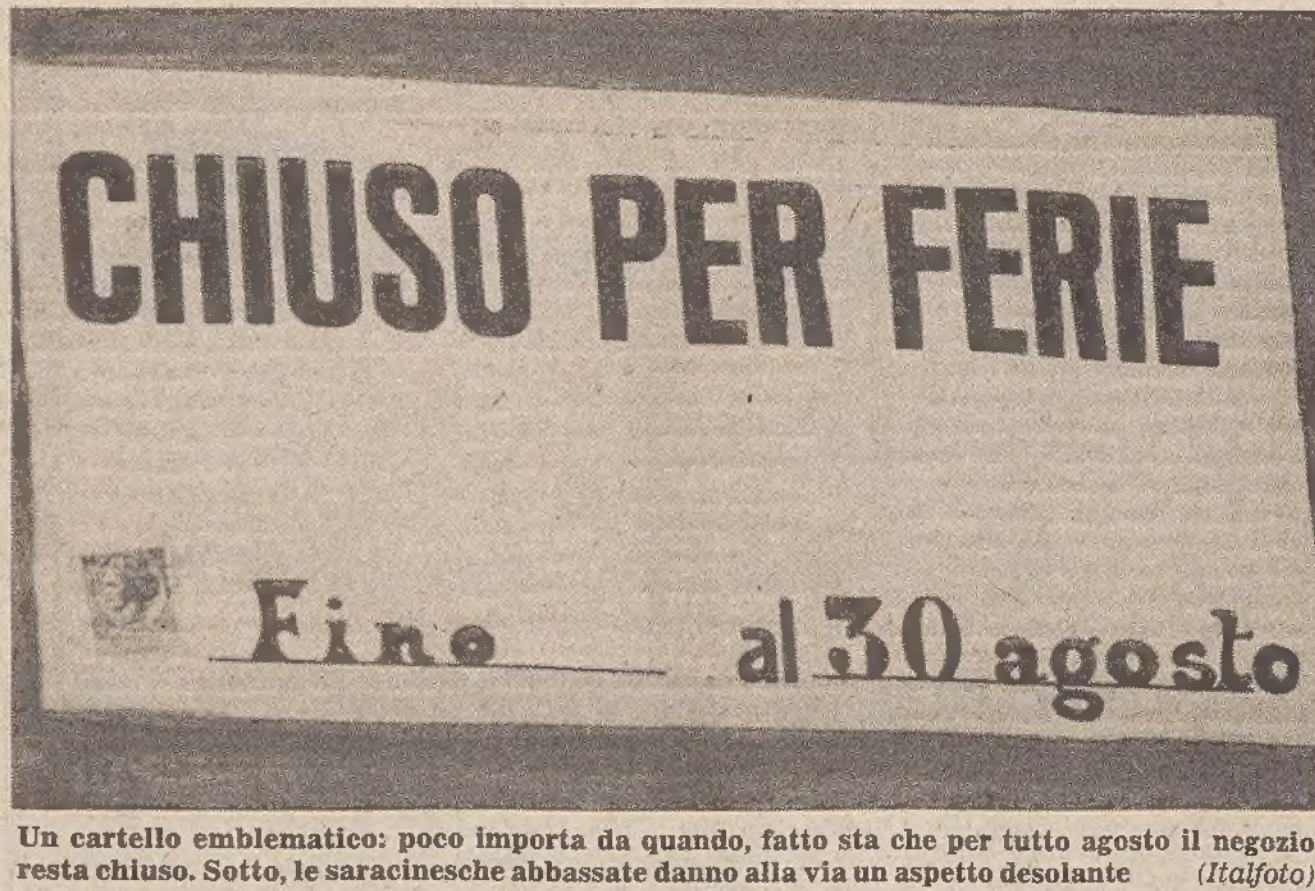 CHIUSO PER FERIE
Fino al 30 agosto
Un cartello emblematico: poco importa da quando, fatto sta che per tutto agosto il negozio
resta chiuso. Sotto, le saracinesche abbassate danno alla via un aspetto desolante (Italfoto)